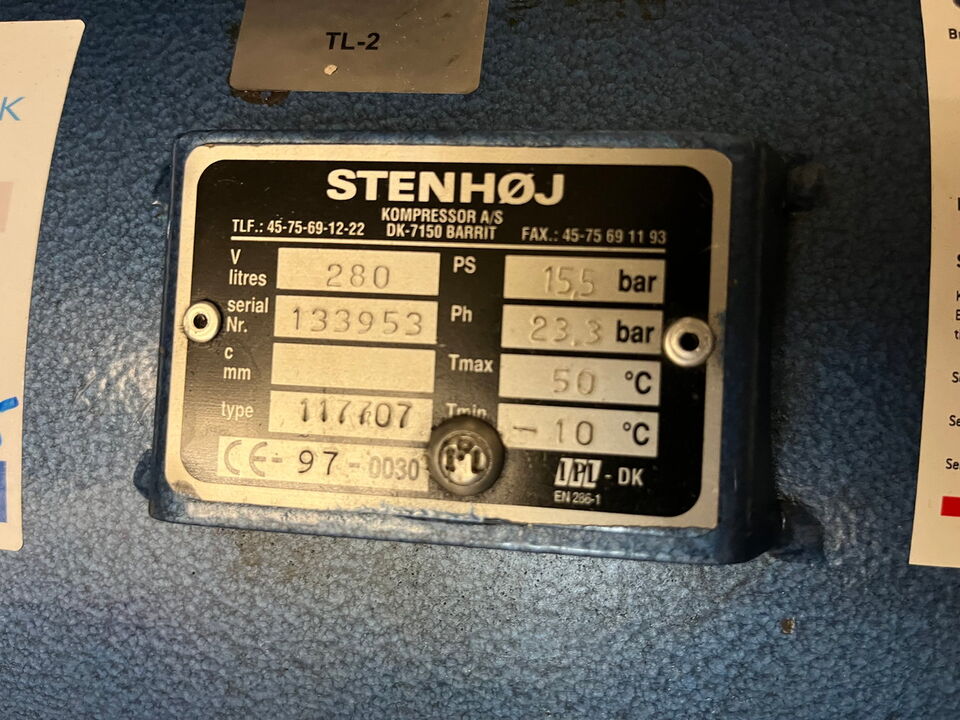 TL-2
STENHØJ
KOMPRESSOR A/S
TLF.: 45-75-69-12-22 DK-7150 BARRIT FAX.: 45-75 69 11 93
V litres 280 PS 15,5 bar
serial Nr. 133953 Ph 23,3 bar
c mm Tmax 50 °C
type 117707 Tmin -10 °C
CE- 97 - 0030 IPL - DK
EN 286-1
K